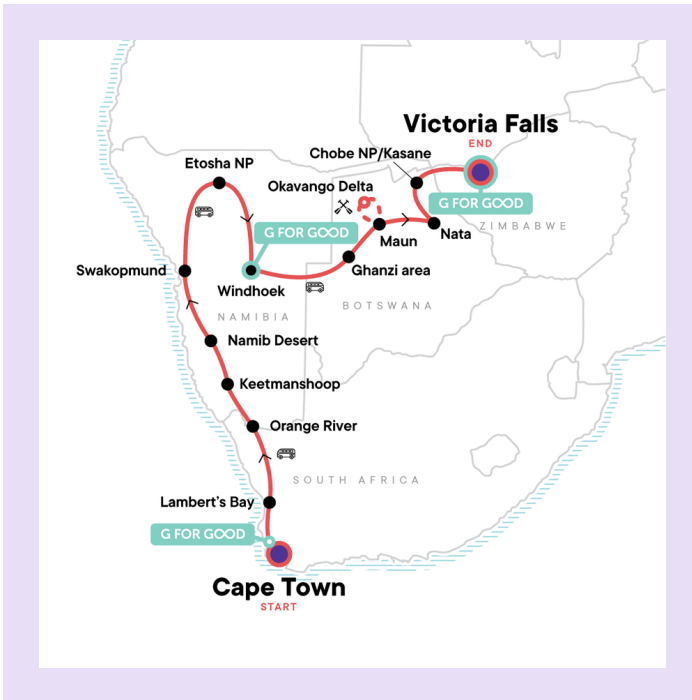 Victoria Falls
END
Chobe NP/Kasane
Etosha NP
Okavango Delta
G FOR GOOD
ZIMBABWE
G FOR GOOD
Nata
Maun
Swakopmund
Ghanzi area
Windhoek
BOTSWANA
NAMIBIA
Namib Desert
Keetmanshoop
Orange River
SOUTH AFRICA
Lambert's Bay
G FOR GOOD
Cape Town
START